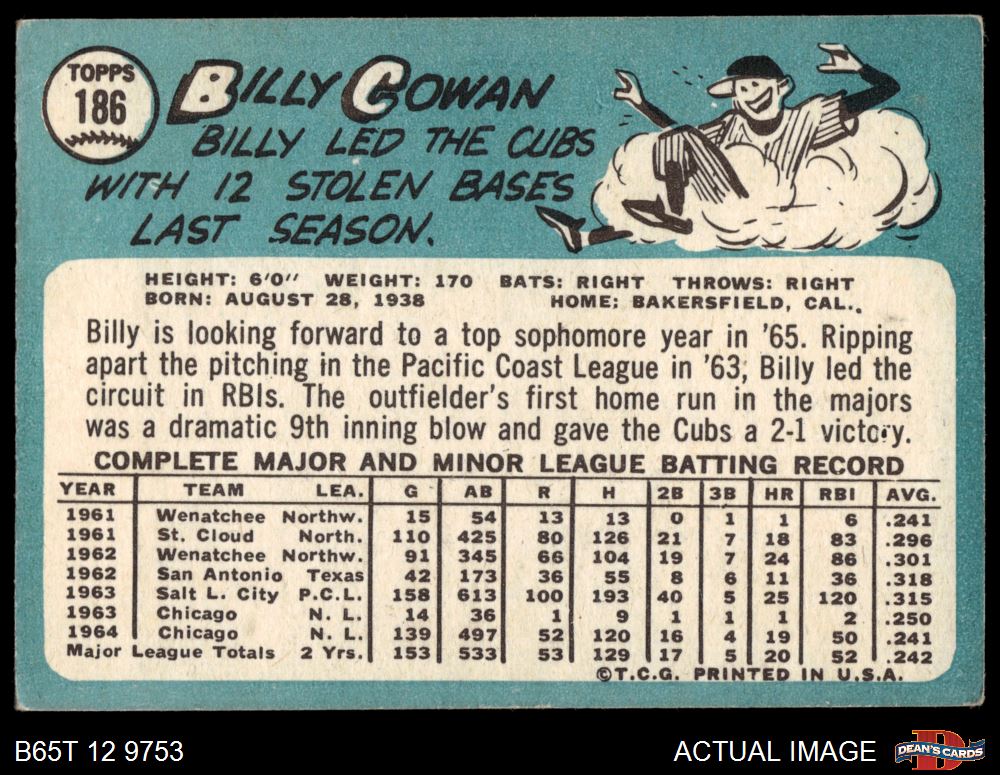 TOPPS
186
BILLY COWAN
BILLY LED THE CUBS
WITH 12 STOLEN BASES
LAST SEASON.
HEIGHT: 6'0" WEIGHT: 170 BATS: RIGHT THROWS: RIGHT
BORN: AUGUST 28, 1938 HOME: BAKERSFIELD, CAL..
Billy is looking forward to a top sophomore year in '65. Ripping
apart the pitching in the Pacific Coast League in '63, Billy led the
circuit in RBIs. The outfielder's first home run in the majors
was a dramatic 9th inning blow and gave the Cubs a 2-1 victory.
COMPLETE MAJOR AND MINOR LEAGUE BATTING RECORD
YEAR TEAM LEA. G AB R H 2B 3B HR RBI AVG.
1961 Wenatchee Northw. 15 54 13 13 0 1 1 6 .241
1961 St. Cloud North. 110 425 80 126 21 7 18 83 .296
1962 Wenatchee Northw. 91 345 66 104 19 7 24 86 .301
1962 San Antonio Texas 42 173 36 55 8 6 11 36 .318
1963 Salt L. City P.C.L. 158 613 100 193 40 5 25 120 .315
1963 Chicago N. L. 14 36 1 9 1 1 1 2 .250
1964 Chicago N. L. 139 497 52 120 16 4 19 50 .241
Major League Totals 2 Yrs. 153 533 53 129 17 5 20 52 .242
©T.C.G. PRINTED IN U.S.A.
B65T 12 9753 ACTUAL IMAGE DEAN'S CARDS